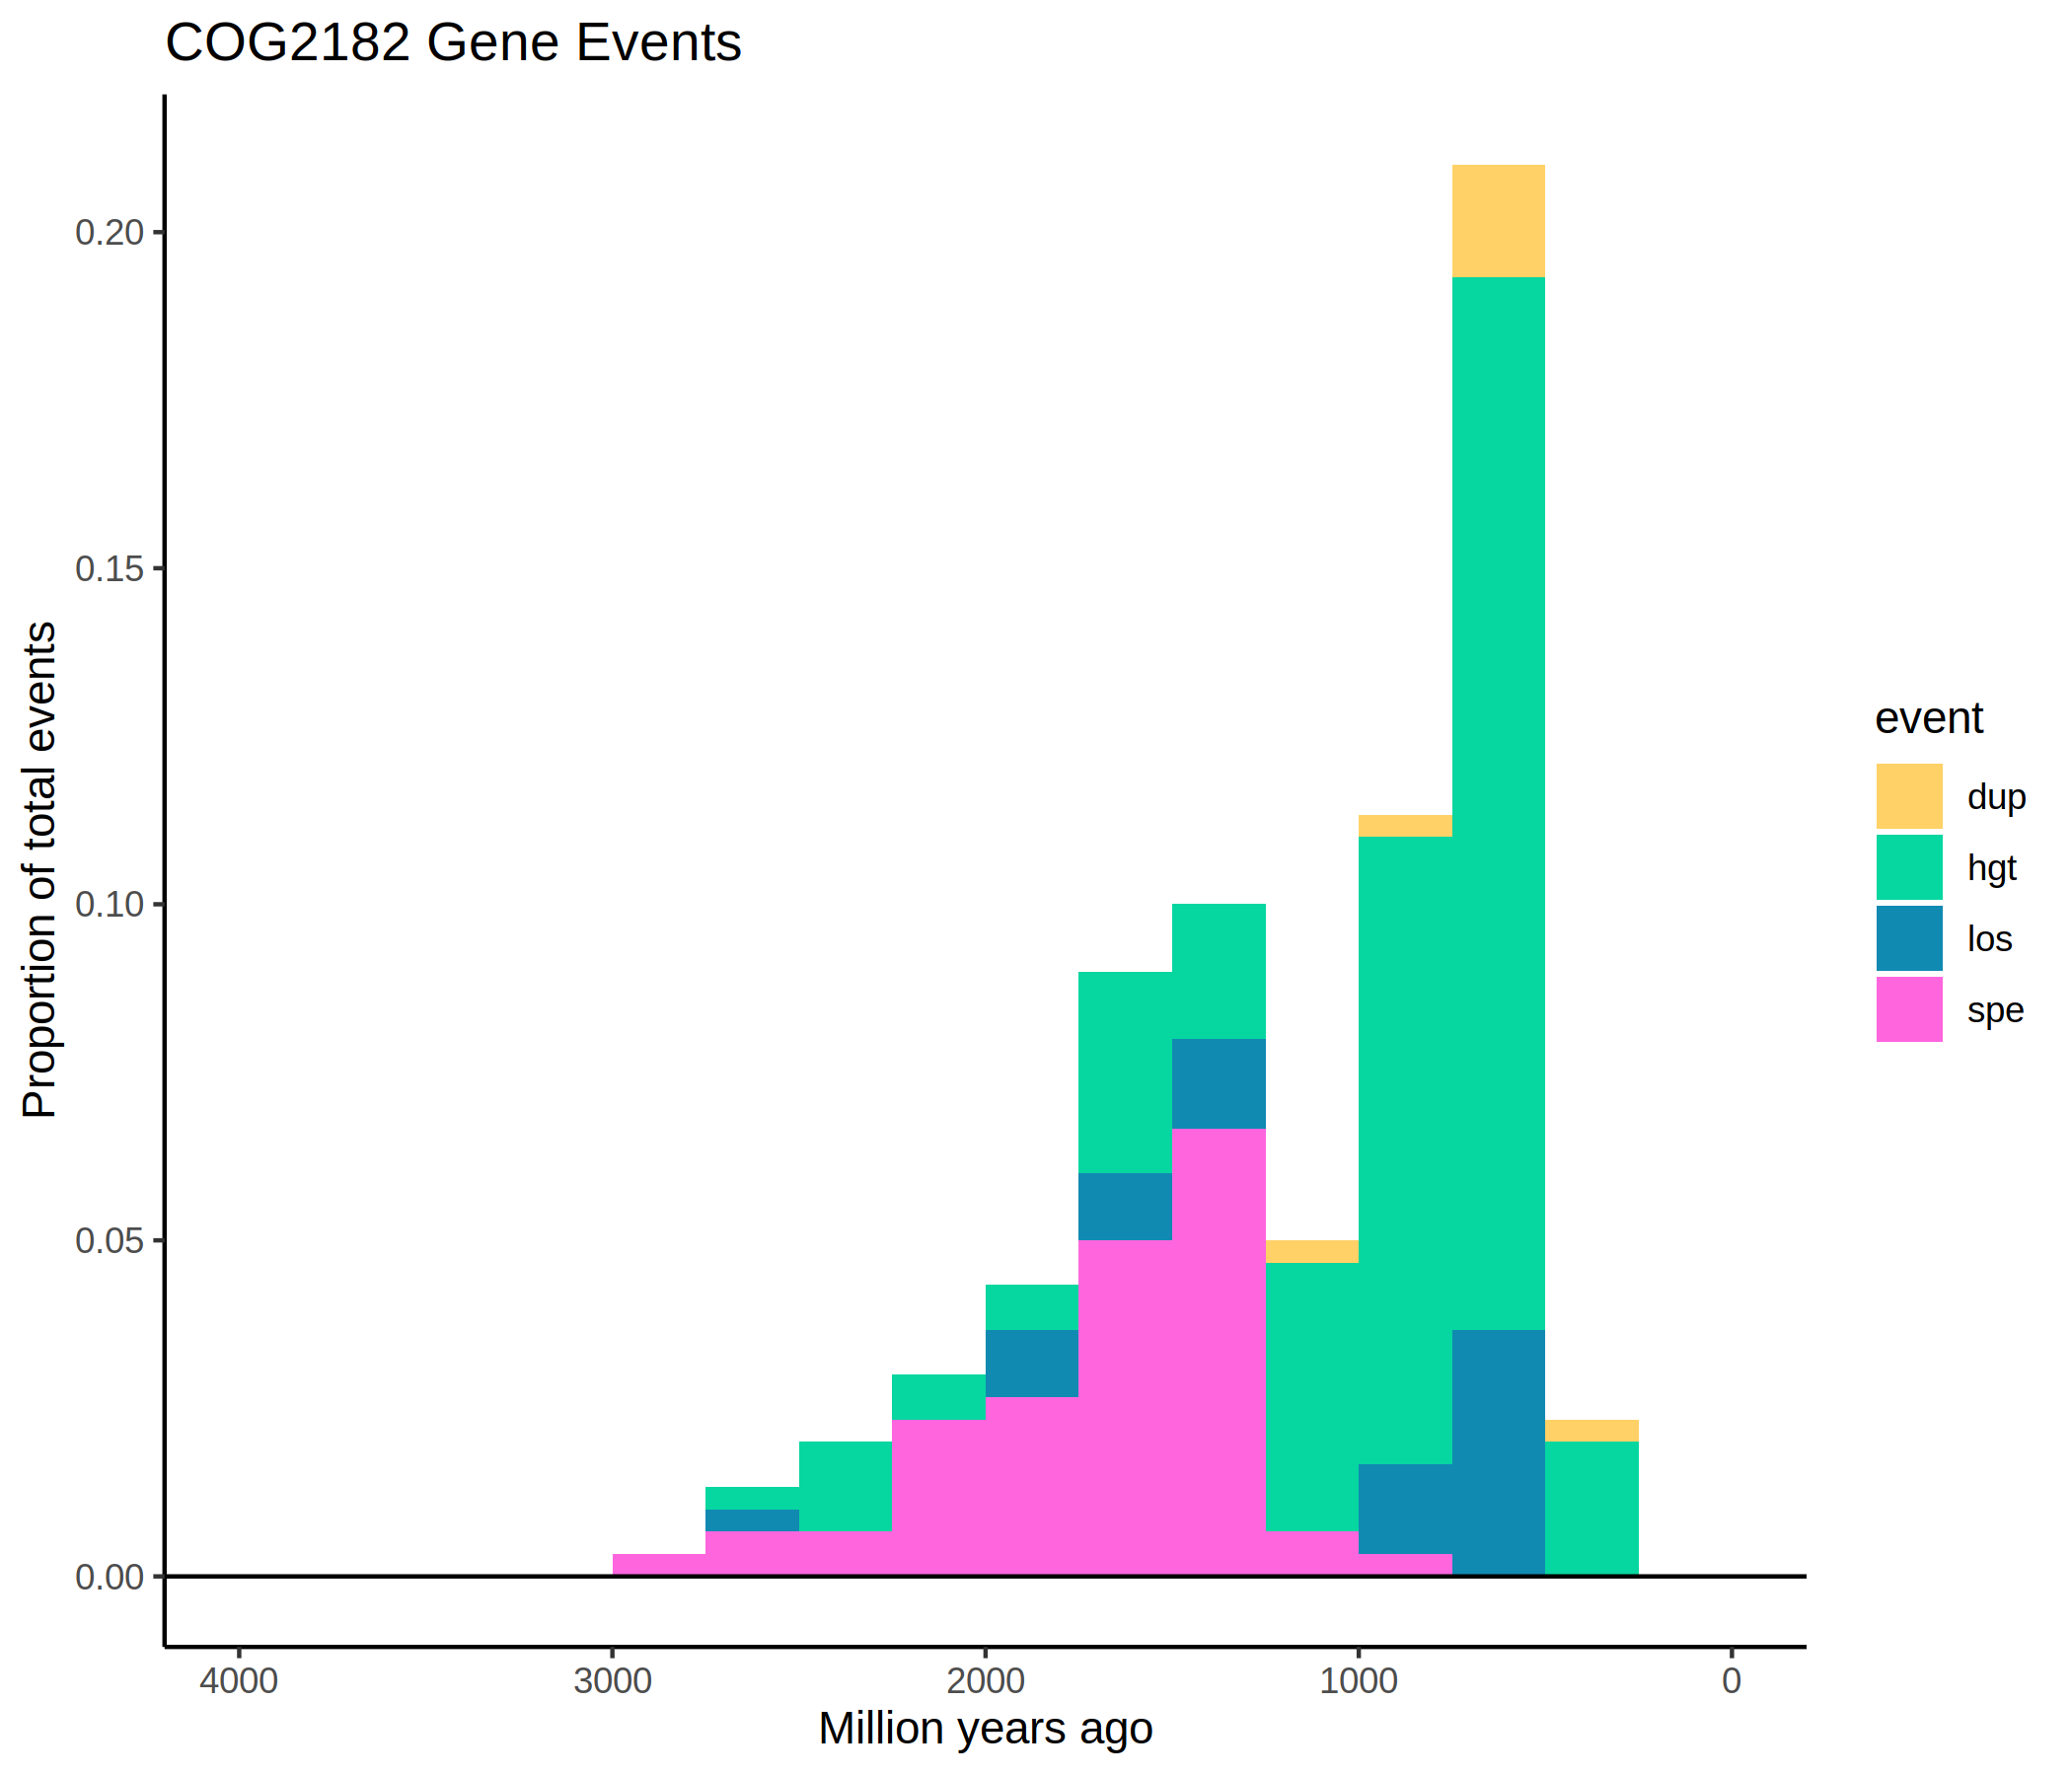 COG2182 Gene Events
Proportion of total events
0.20
0.15
0.10
0.05
0.00
4000 3000 2000 1000 0
Million years ago
event
dup
hgt
los
spe